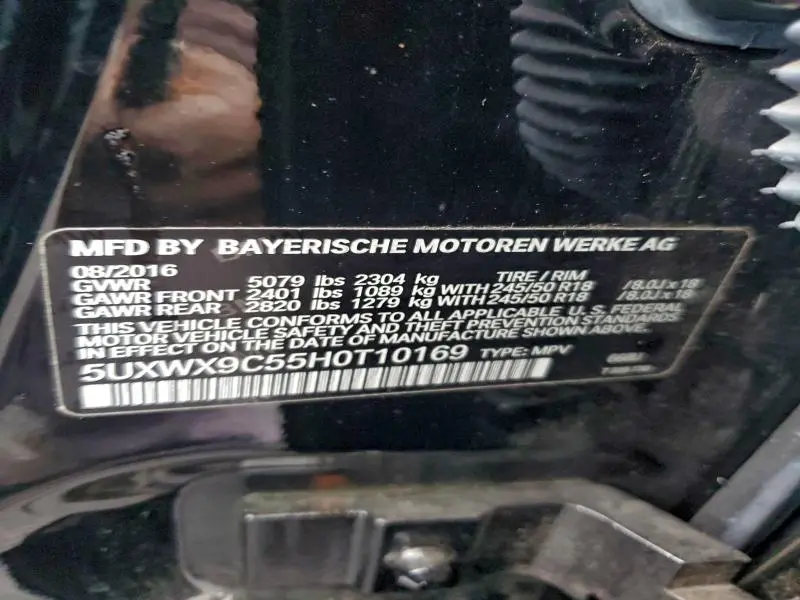 MFD BY BAYERISCHE MOTOREN WERKE AG
08/2016
GVWR 5079 lbs 2304 kg TIRE / RIM
GAWR FRONT 2401 lbs 1089 kg WITH 245/50 R18 /8.0J x 18
GAWR REAR 2820 lbs 1279 kg WITH 245/50 R18 /8.0J x 18
THIS VEHICLE CONFORMS TO ALL APPLICABLE U.S. FEDERAL
MOTOR VEHICLE SAFETY AND THEFT PREVENTION STANDARDS
IN EFFECT ON THE DATE OF MANUFACTURE SHOWN ABOVE.
5UXWX9C55H0T10169 TYPE: MPV